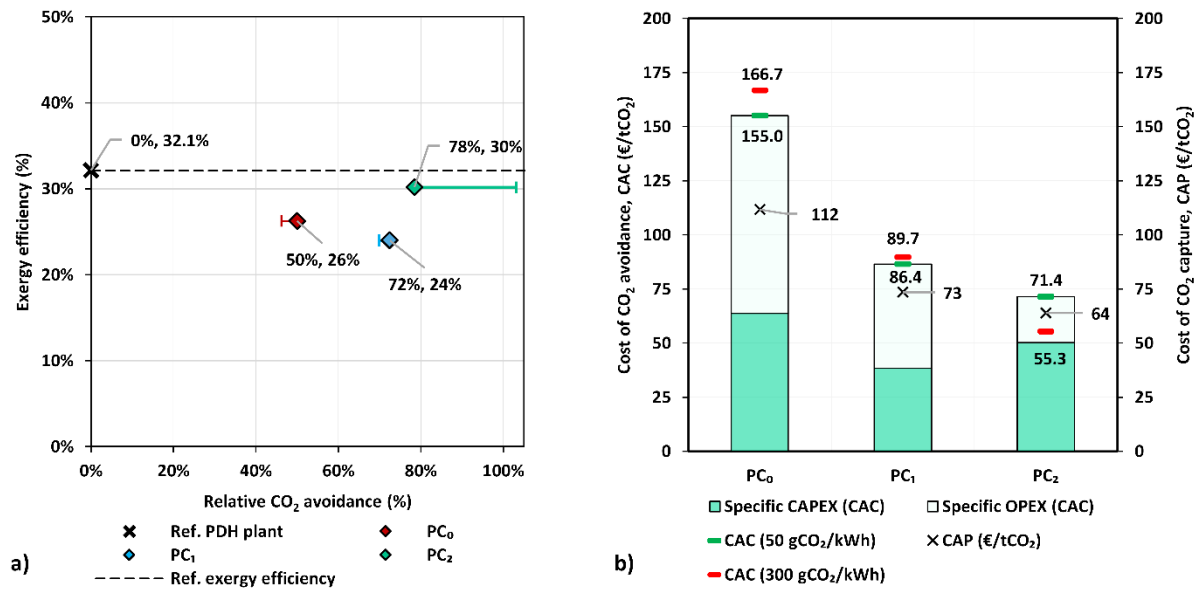 50%
40%
30%
20%
10%
0%
Exergy efficiency (%)
0%, 32.1%
78%, 30%
50%, 26%
72%, 24%
0% 20% 40% 60% 80% 100%
Relative CO₂ avoidance (%)
Ref. PDH plant
PC₀
PC₁
PC₂
Ref. exergy efficiency
a)
200
175
150
125
100
75
50
25
0
Cost of CO₂ avoidance, CAC (€/tCO₂)
166.7
155.0
112
89.7
86.4
73
71.4
64
55.3
200
175
150
125
100
75
50
25
0
Cost of CO₂ capture, CAP (€/tCO₂)
PC₀ PC₁ PC₂
Specific CAPEX (CAC)
Specific OPEX (CAC)
CAC (50 gCO₂/kWh)
CAP (€/tCO₂)
CAC (300 gCO₂/kWh)
b)